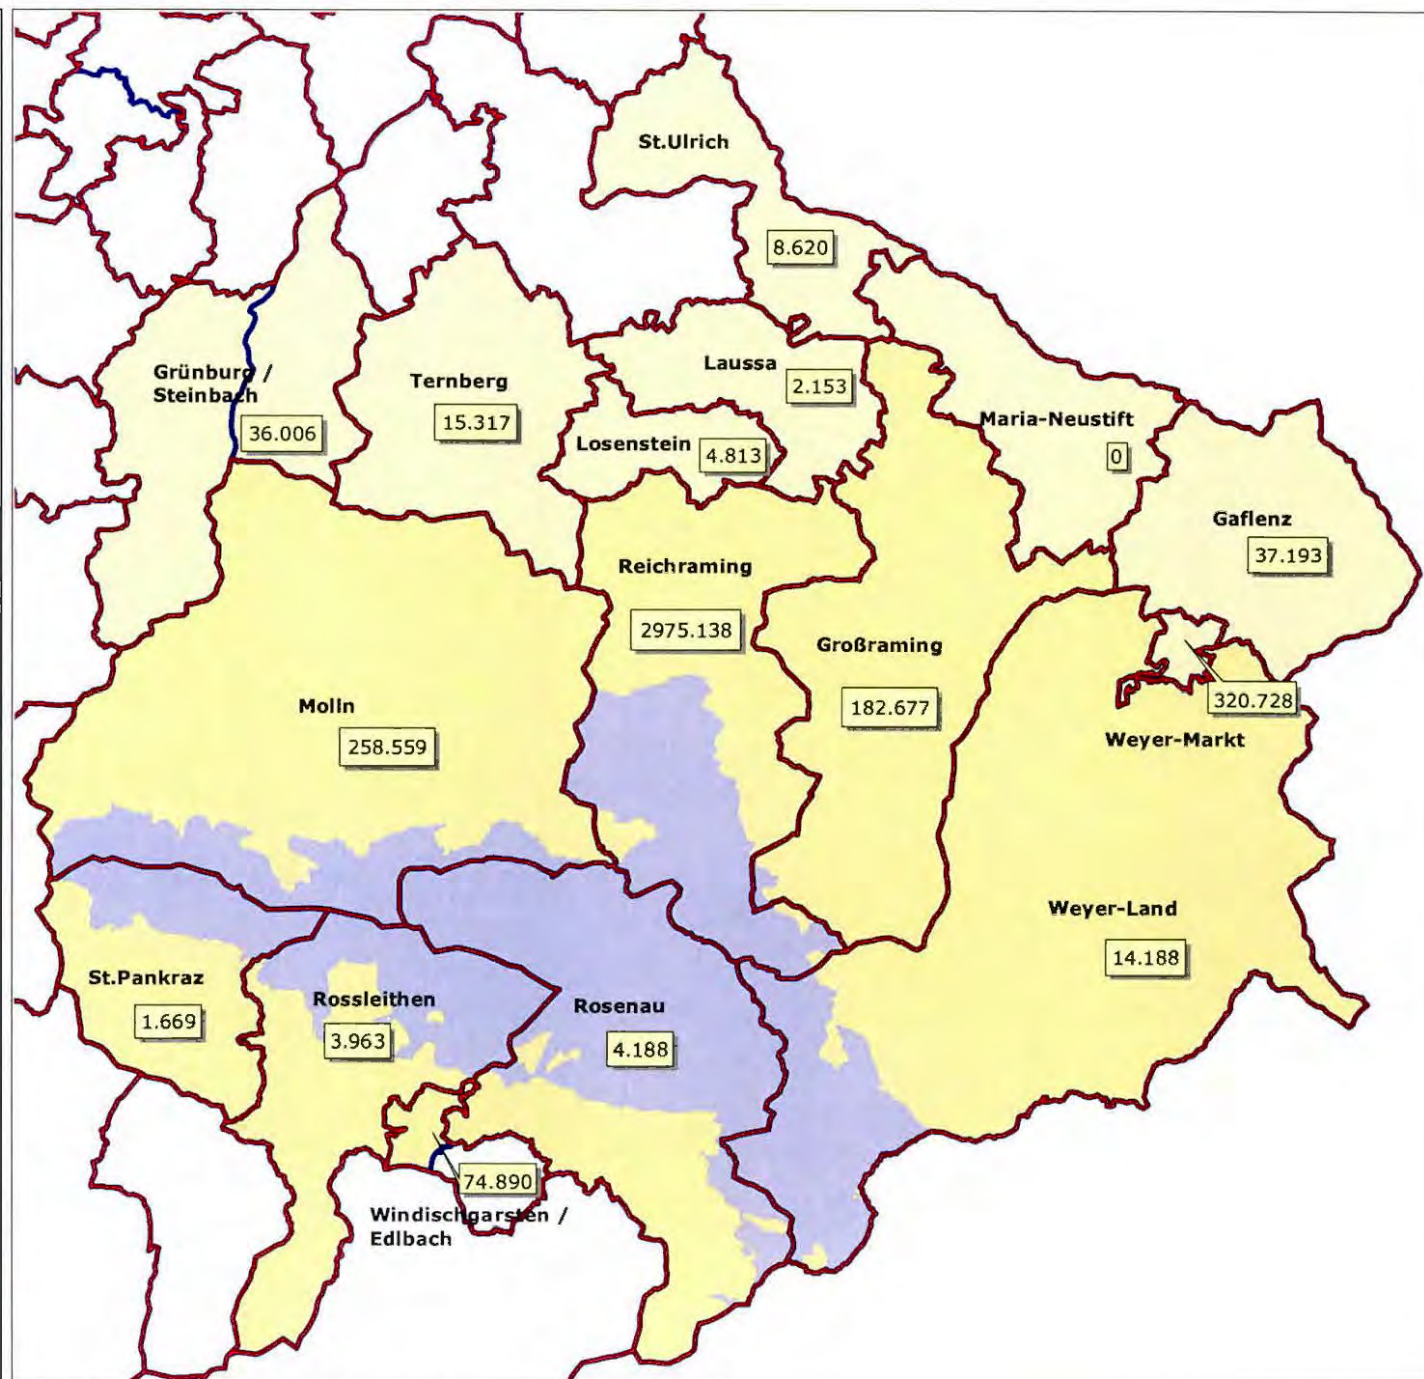 St.Ulrich
8.620
Grünburg /
Steinbach
36.006
Ternberg
15.317
Laussa
2.153
Losenstein
4.813
Maria-Neustift
0
Gaflenz
37.193
Reichraming
2975.138
Großraming
182.677
320.728
Weyer-Markt
Molln
258.559
Weyer-Land
14.188
St.Pankraz
1.669
Rossleithen
3.963
Rosenau
4.188
74.890
Windischgarsten /
Edlbach